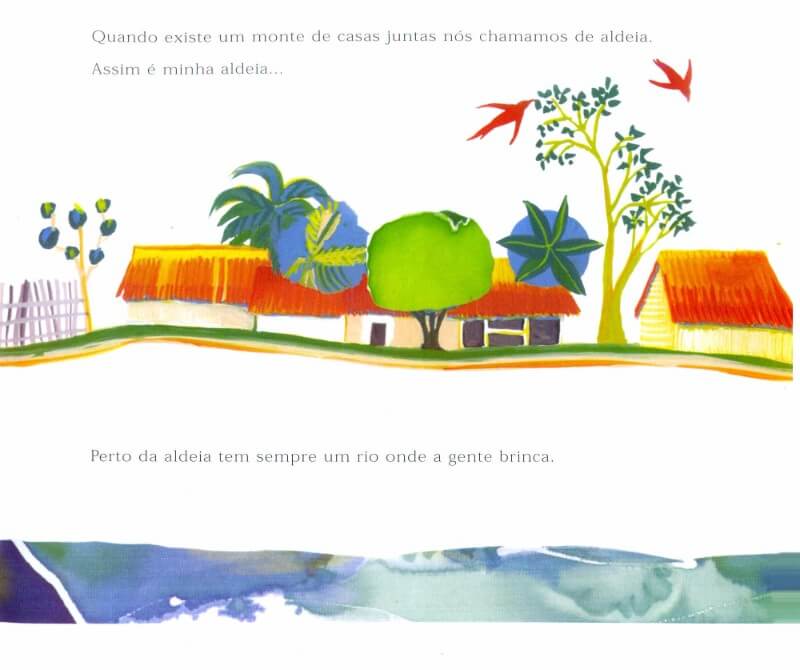 Quando existe um monte de casas juntas nós chamamos de aldeia.
Assim é minha aldeia...
Perto da aldeia tem sempre um rio onde a gente brinca.